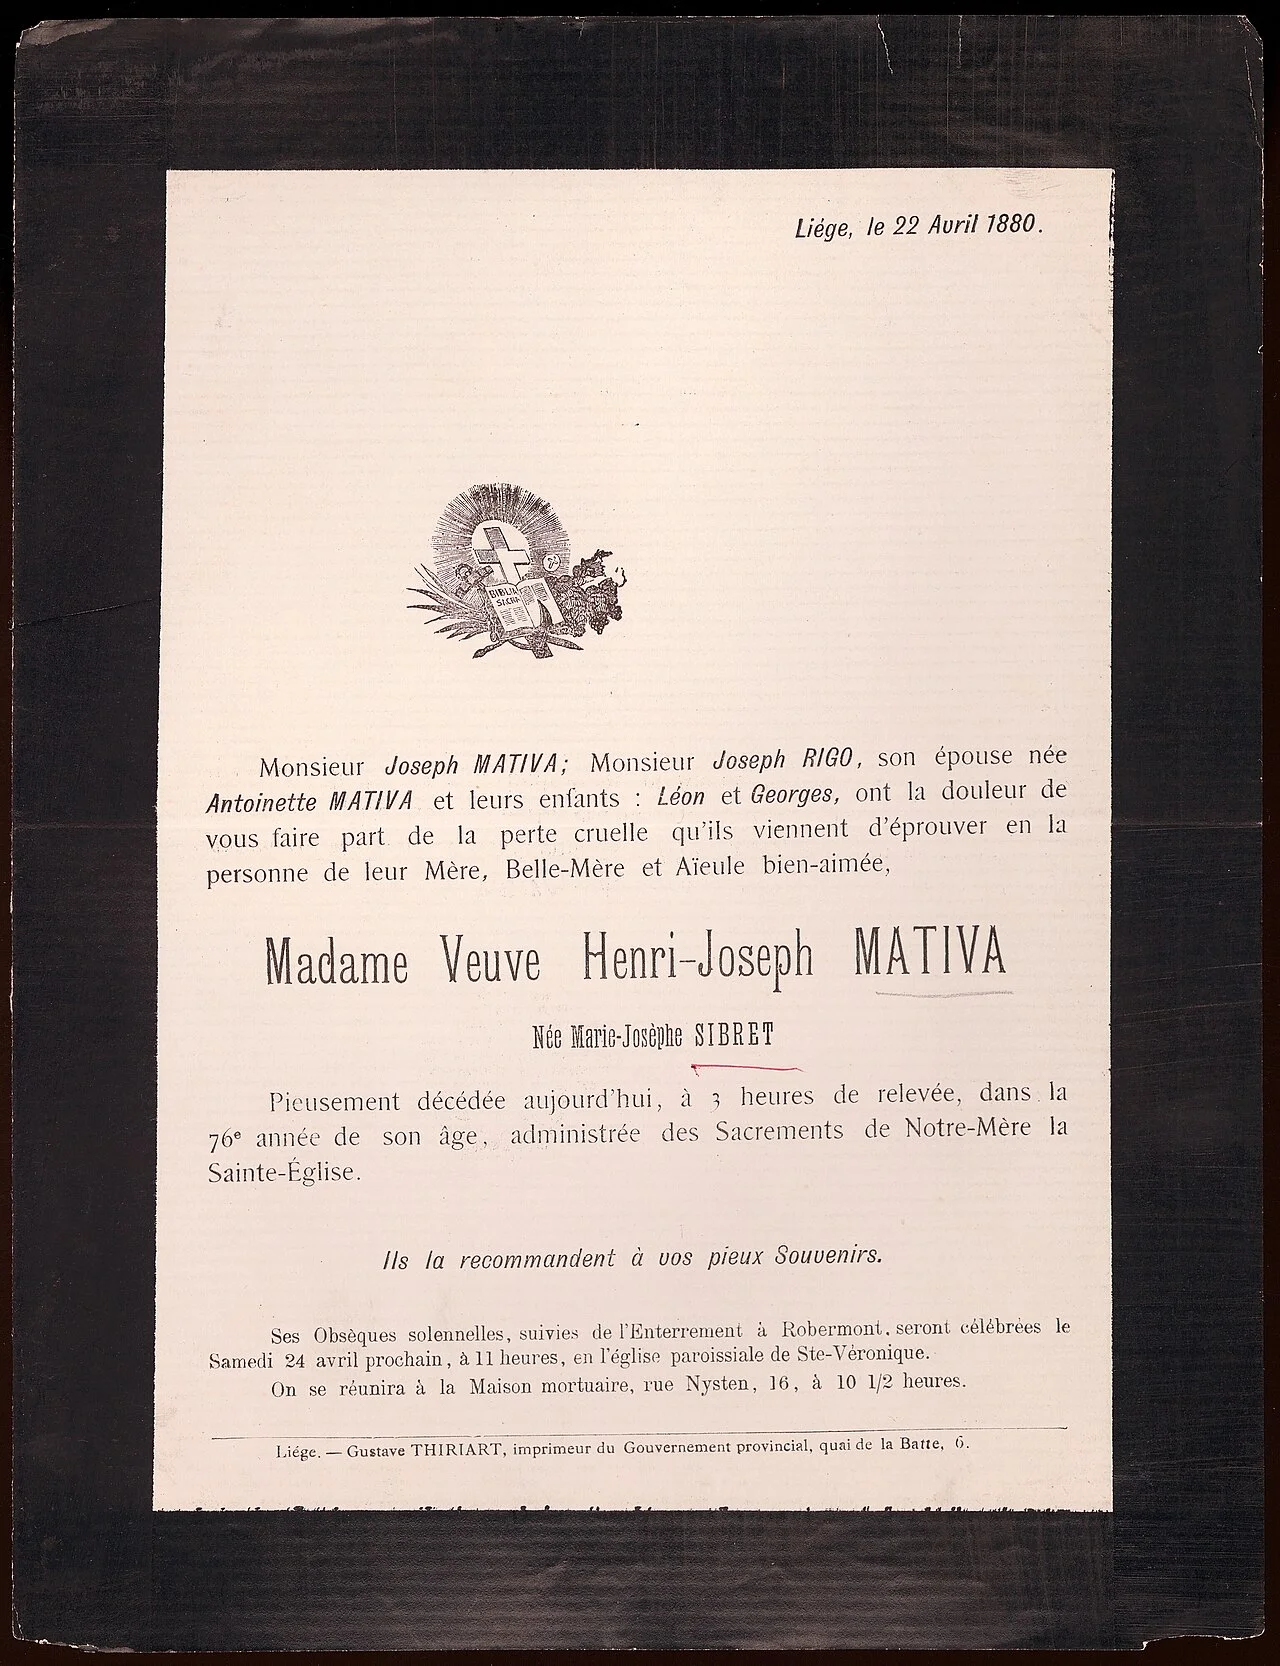 Liége, le 22 Avril 1880.
BIBLIA
SACRA
Monsieur Joseph MATIVA; Monsieur Joseph RIGO, son épouse née
Antoinette MATIVA et leurs enfants : Léon et Georges, ont la douleur de
vous faire part de la perte cruelle qu'ils viennent d'éprouver en la
personne de leur Mère, Belle-Mère et Aïeule bien-aimée,
Madame Veuve Henri-Joseph MATIVA
Née Marie-Josèphe SIBRET
Pieusement décédée aujourd'hui, à 3 heures de relevée, dans la
76e année de son âge, administrée des Sacrements de Notre-Mère la
Sainte-Église.
Ils la recommandent à vos pieux Souvenirs.
Ses Obsèques solennelles, suivies de l'Enterrement à Robermont, seront célébrées le
Samedi 24 avril prochain, à 11 heures, en l'église paroissiale de Ste-Véronique.
On se réunira à la Maison mortuaire, rue Nysten, 16, à 10 1/2 heures.
Liége. — Gustave THIRIART, imprimeur du Gouvernement provincial, quai de la Batte, 6.